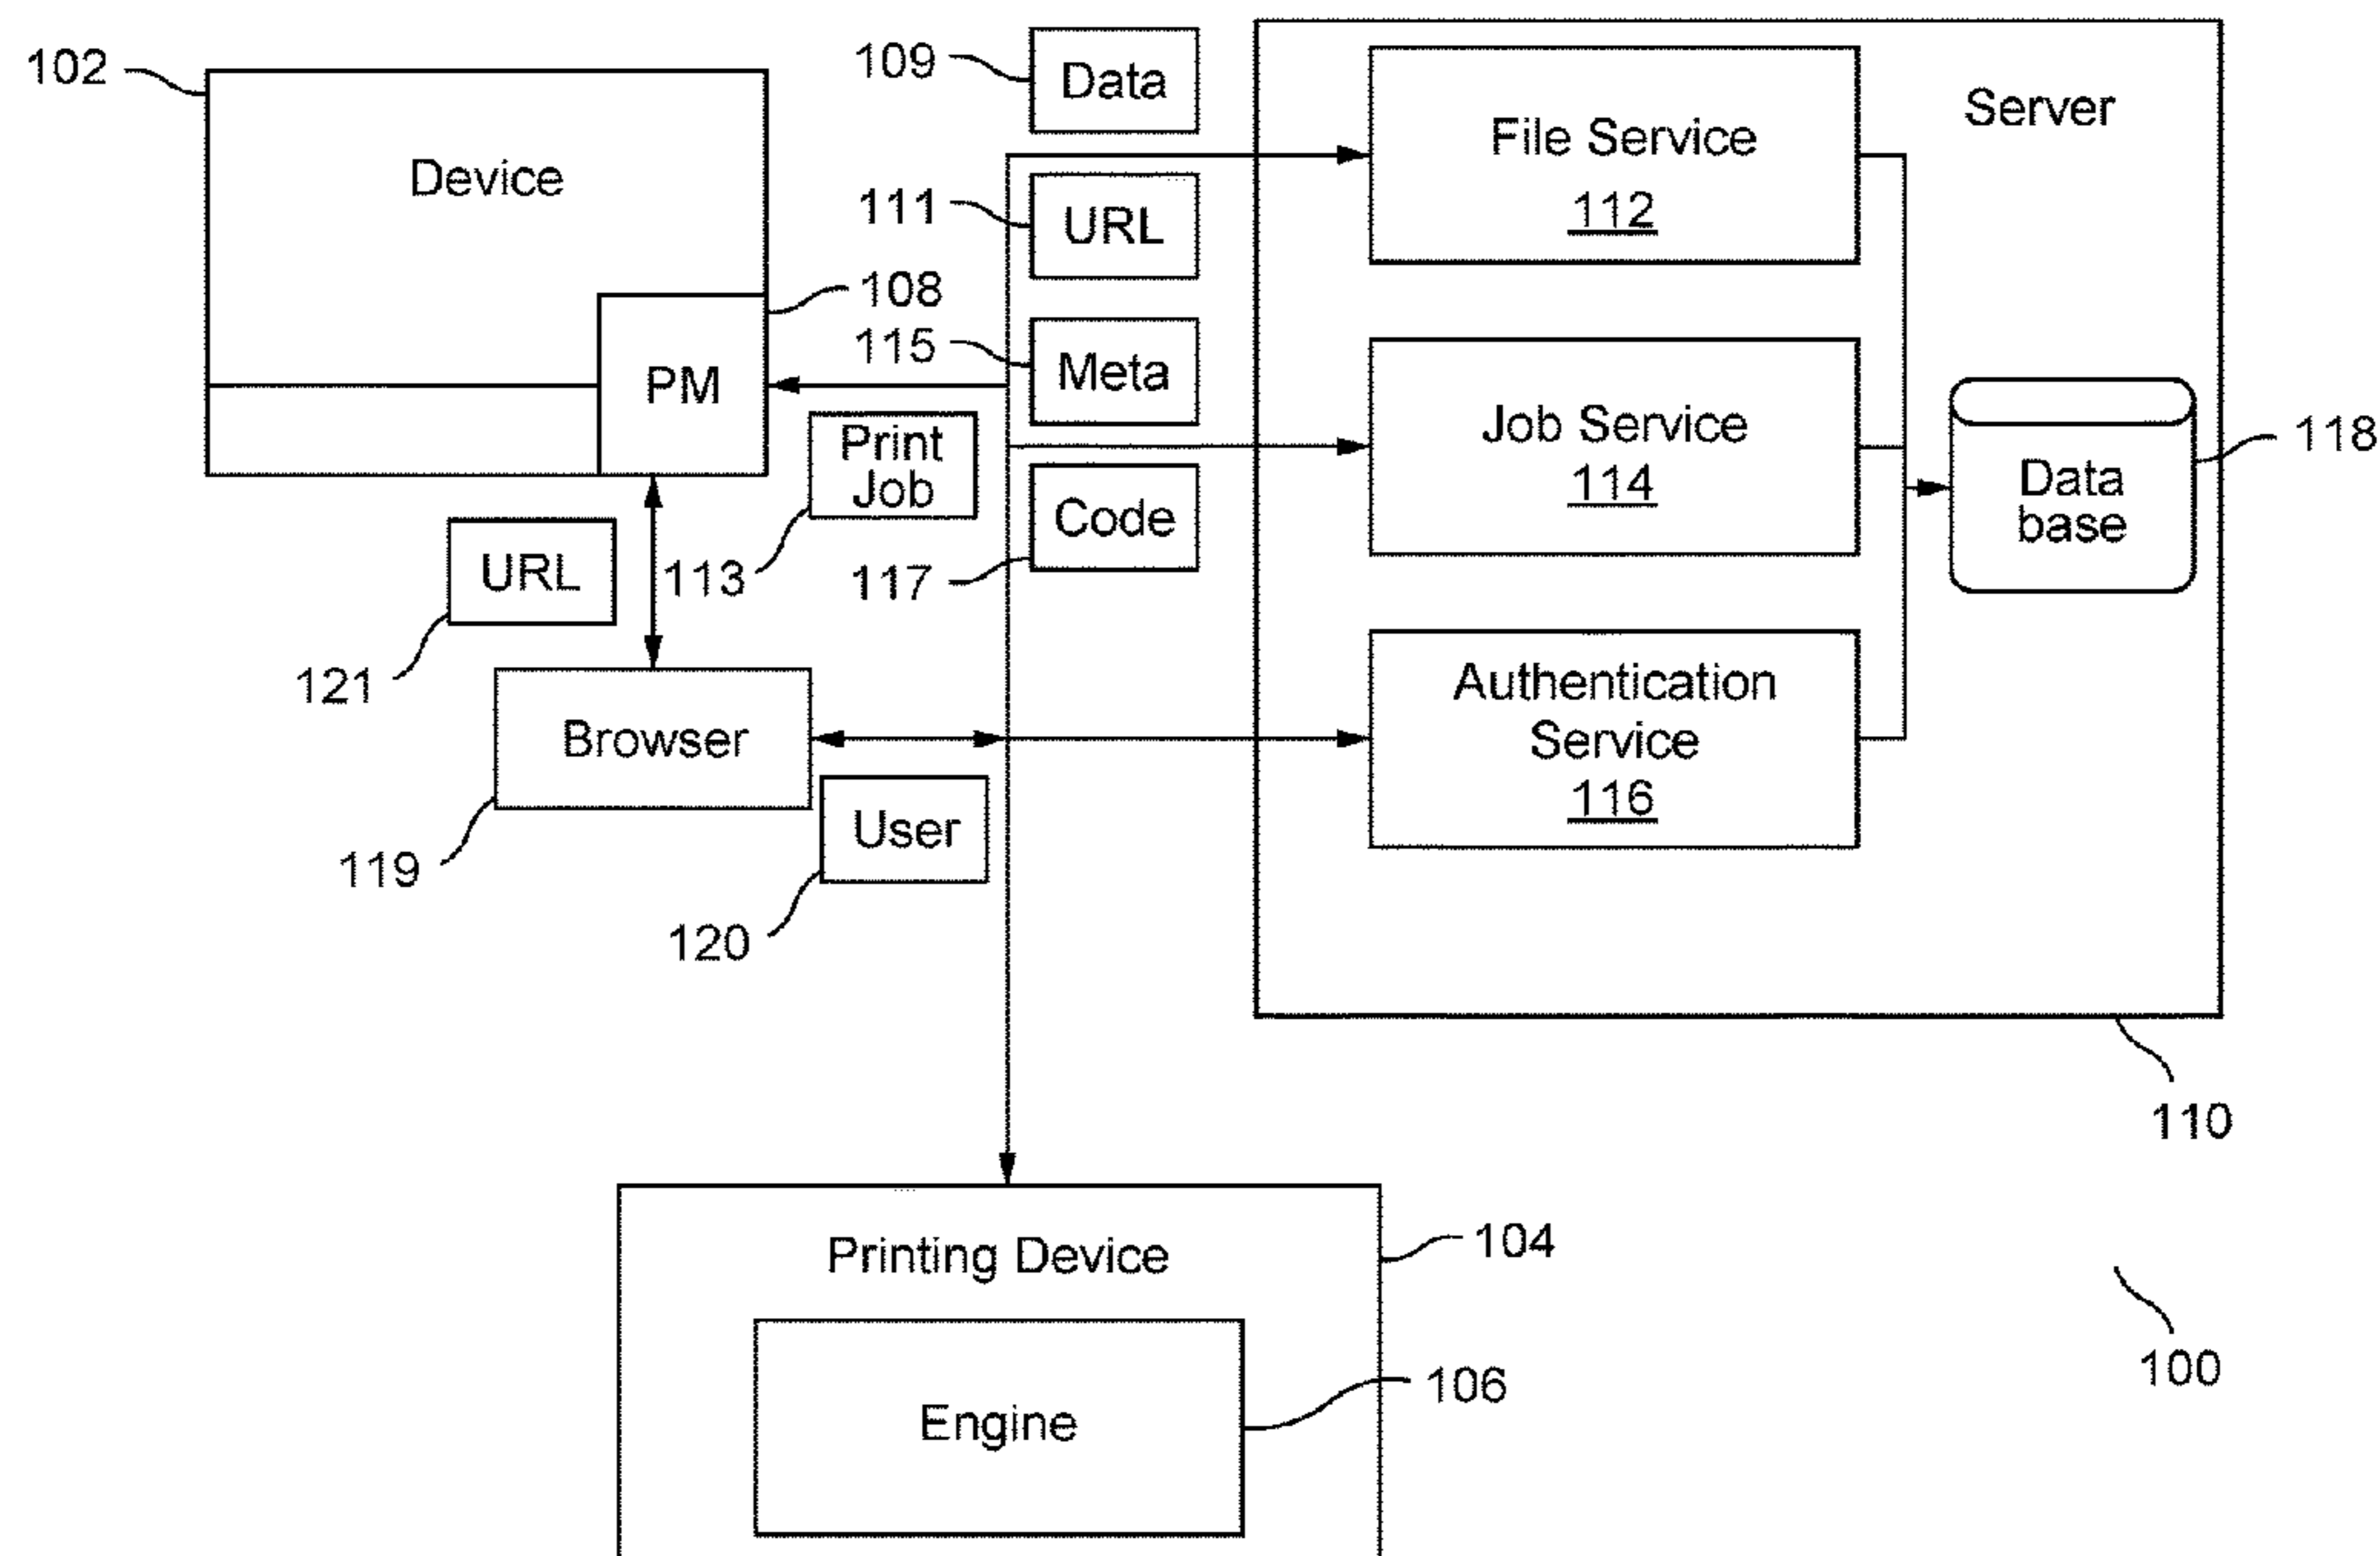 102
Device
108
PM
109
Data
111
URL
115
Meta
Print
Job
113
Code
117
URL
121
Browser
119
User
120
Server
File Service
112
Job Service
114
Authentication
Service
116
Data
base
118
110
Printing Device
104
Engine
106
100